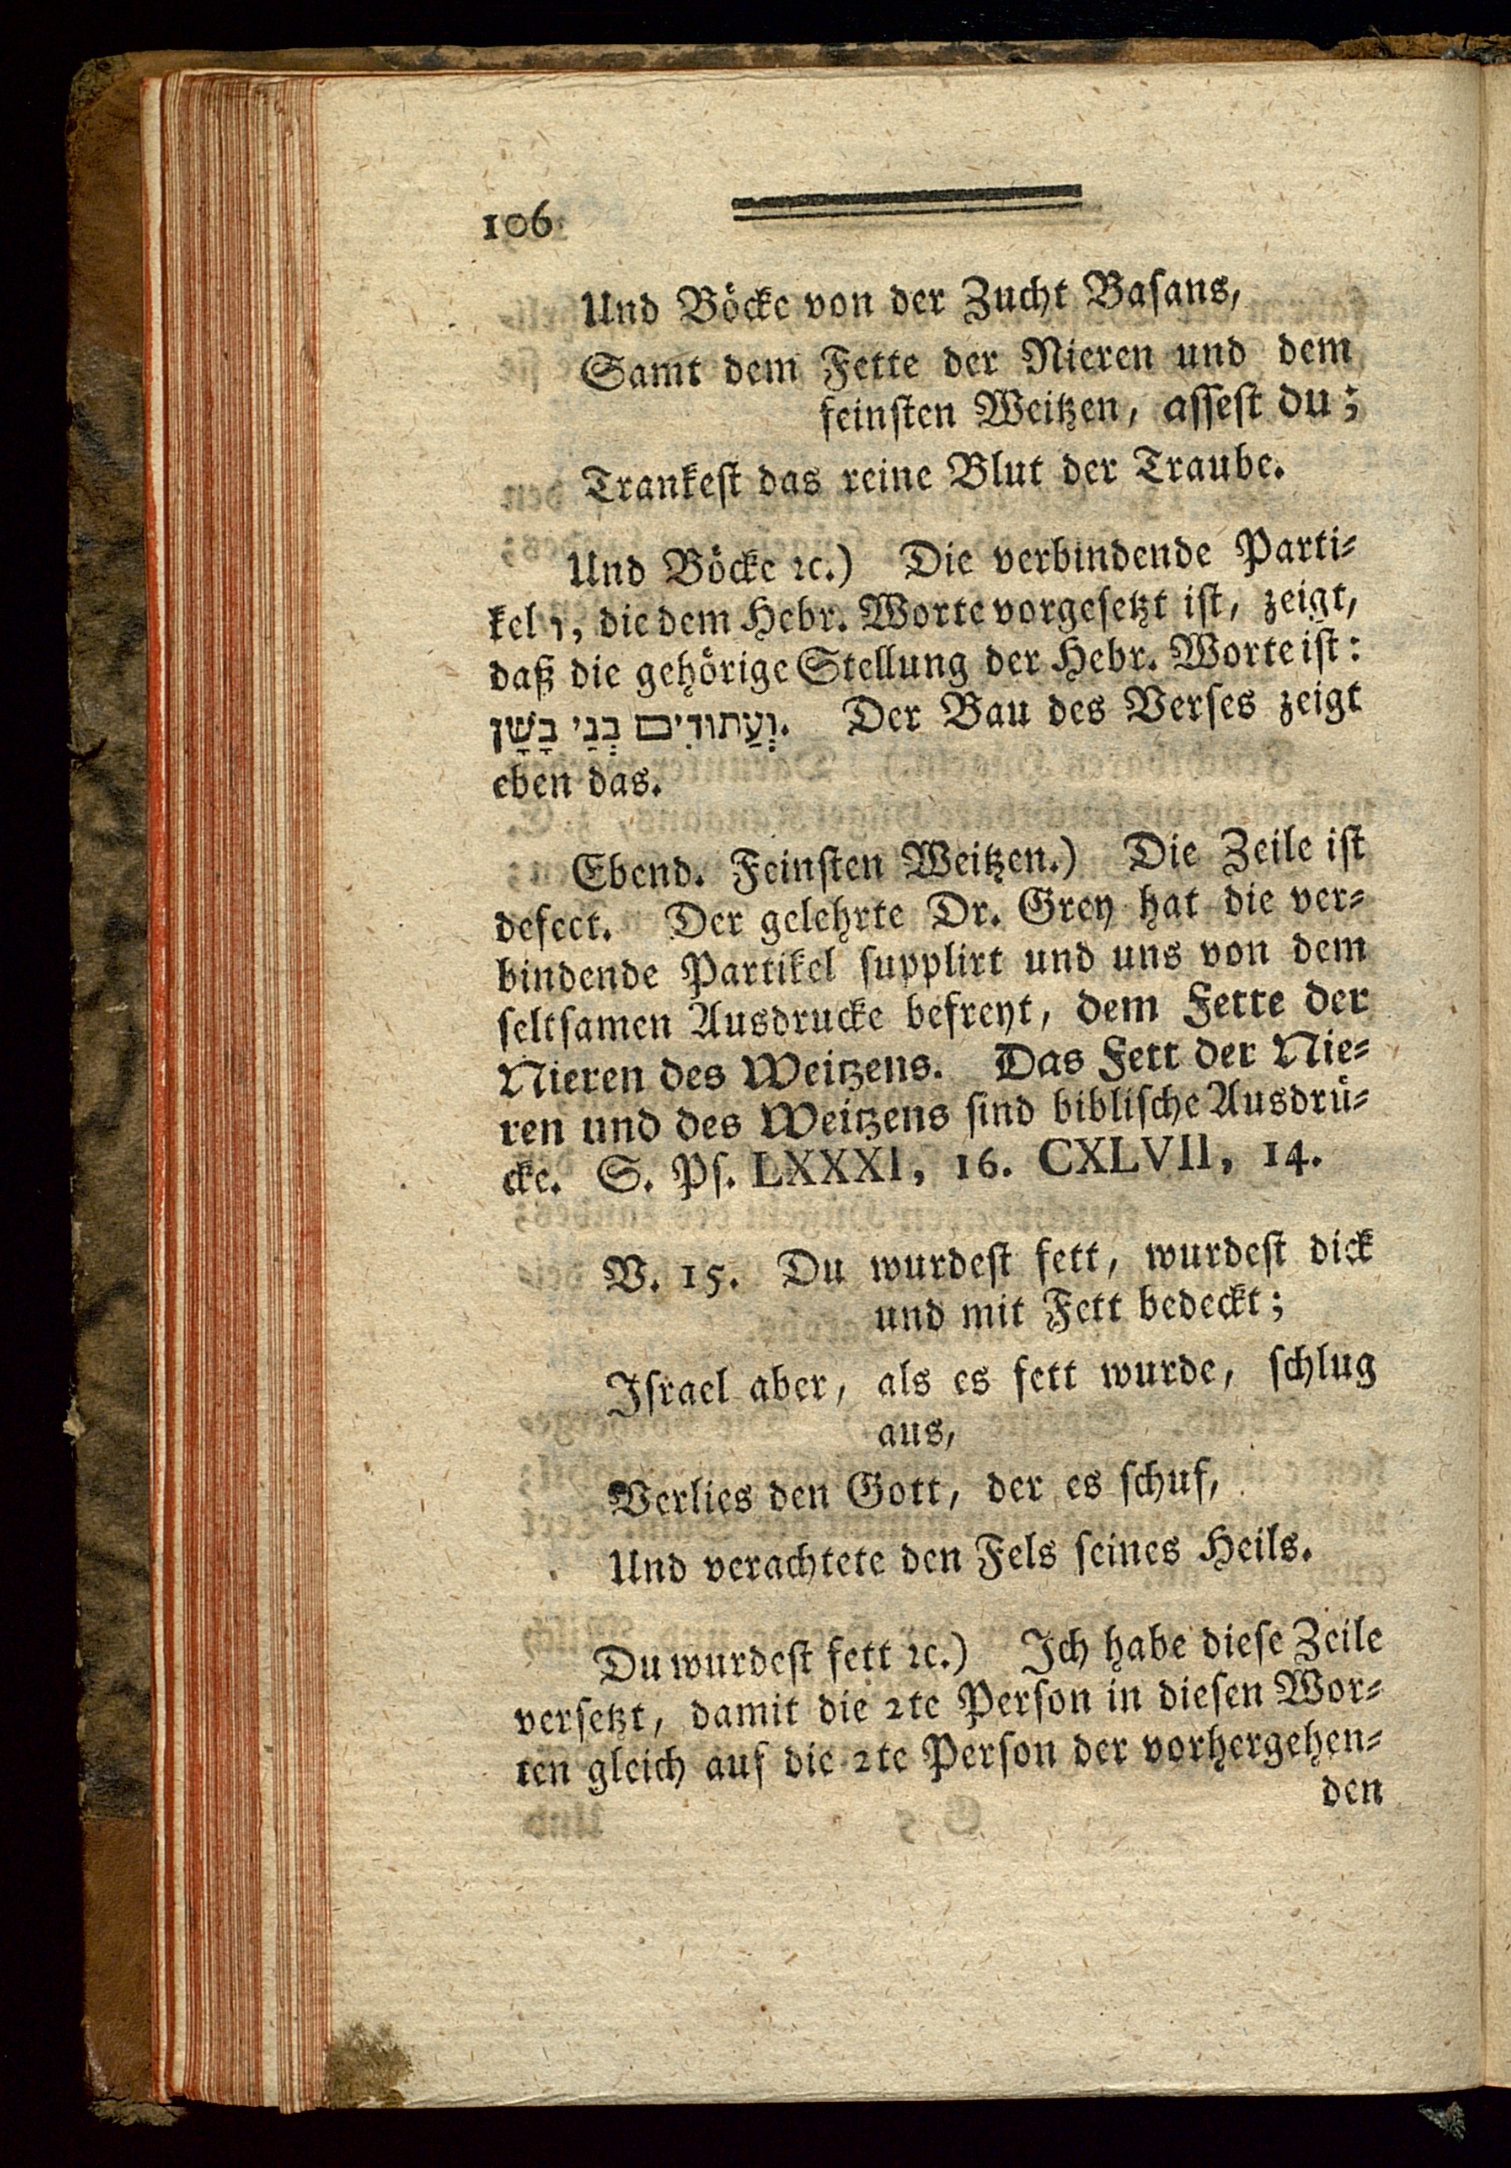 106
Und Böcke von der Zucht Baſans,
Samt dem Fette der Nieren und dem
feinſten Weitzen, aſſeſt du;
Trankeſt das reine Blut der Traube.
Und Böcke ꝛc.) Die verbindende Parti⸗
kel ו, die dem Hebr. Worte vorgeſetzt iſt, zeigt,
daß die gehörige Stellung der Hebr. Worte iſt:
וְעַתּוּדִים בְּנֵי בָשָׁן. Der Bau des Verſes zeigt
eben das.
Ebend. Feinſten Weitzen.) Die Zeile iſt
defect. Der gelehrte Dr. Grey hat die ver⸗
bindende Partikel ſupplirt und uns von dem
ſeltſamen Ausdrucke befreyt, dem Fette der
Nieren des Weitzens. Das Fett der Nie⸗
ren und des Weitzens ſind bibliſche Ausdrü⸗
cke. S. Pſ. LXXXI, 16. CXLVII, 14.
V. 15. Du wurdeſt fett, wurdeſt dick
und mit Fett bedeckt;
Iſrael aber, als es fett wurde, ſchlug
aus,
Verlies den Gott, der es ſchuf,
Und verachtete den Fels ſeines Heils.
Du wurdeſt fett ꝛc.) Ich habe dieſe Zeile
verſetzt, damit die 2te Perſon in dieſen Wor⸗
ten gleich auf die 2te Perſon der vorhergehen⸗
den